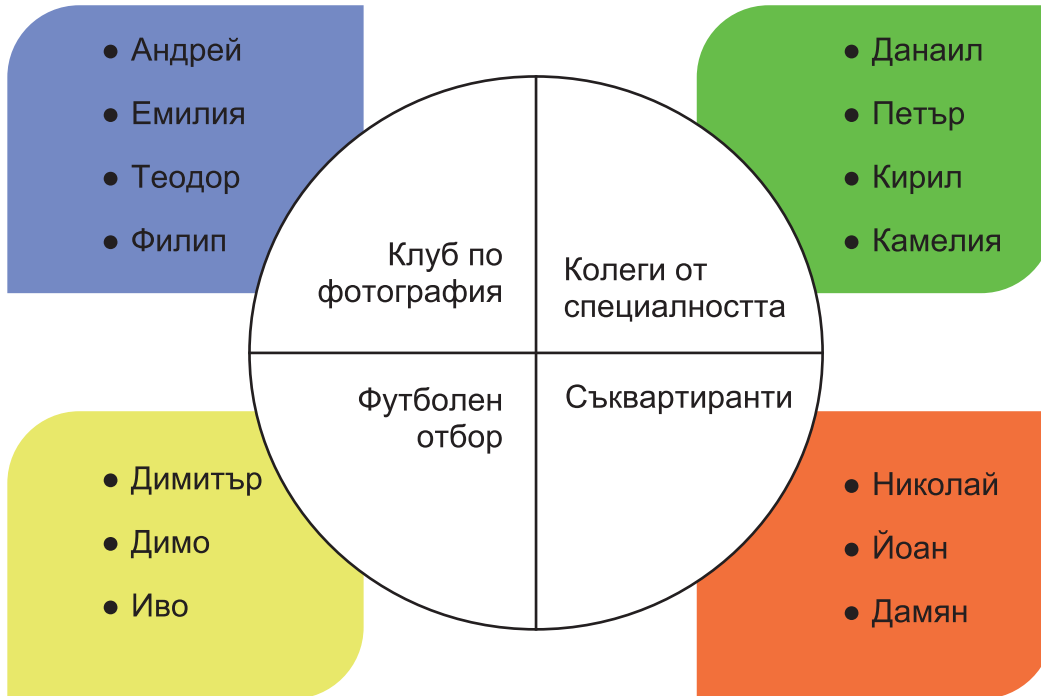 ● Андрей
● Емилия
● Теодор
● Филип
Клуб по
фотография
● Данаил
● Петър
● Кирил
● Камелия
Колеги от
специалността
Футболен
отбор
● Димитър
● Димо
● Иво
Съквартиранти
● Николай
● Йоан
● Дамян